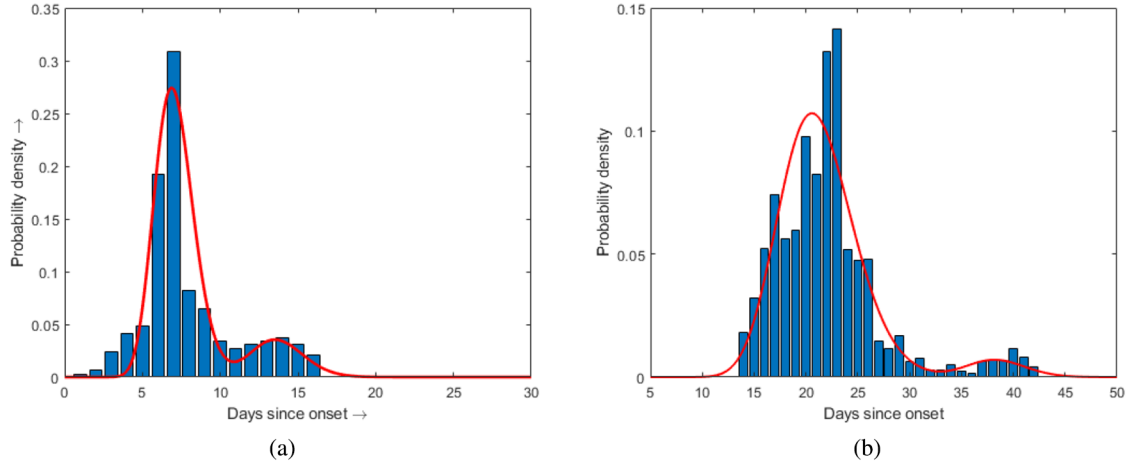 0.35
0.3
0.25
0.2
0.15
0.1
0.05
0
Probability density →
0 5 10 15 20 25 30
Days since onset →
(a)
0.15
0.1
0.05
0
Probability density
5 10 15 20 25 30 35 40 45 50
Days since onset
(b)